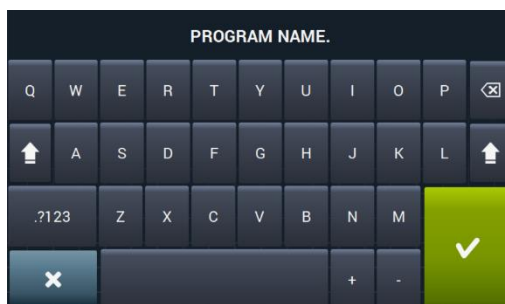 PROGRAM NAME.
Q W E R T Y U I O P
A S D F G H J K L
.?123 Z X C V B N M
+ -